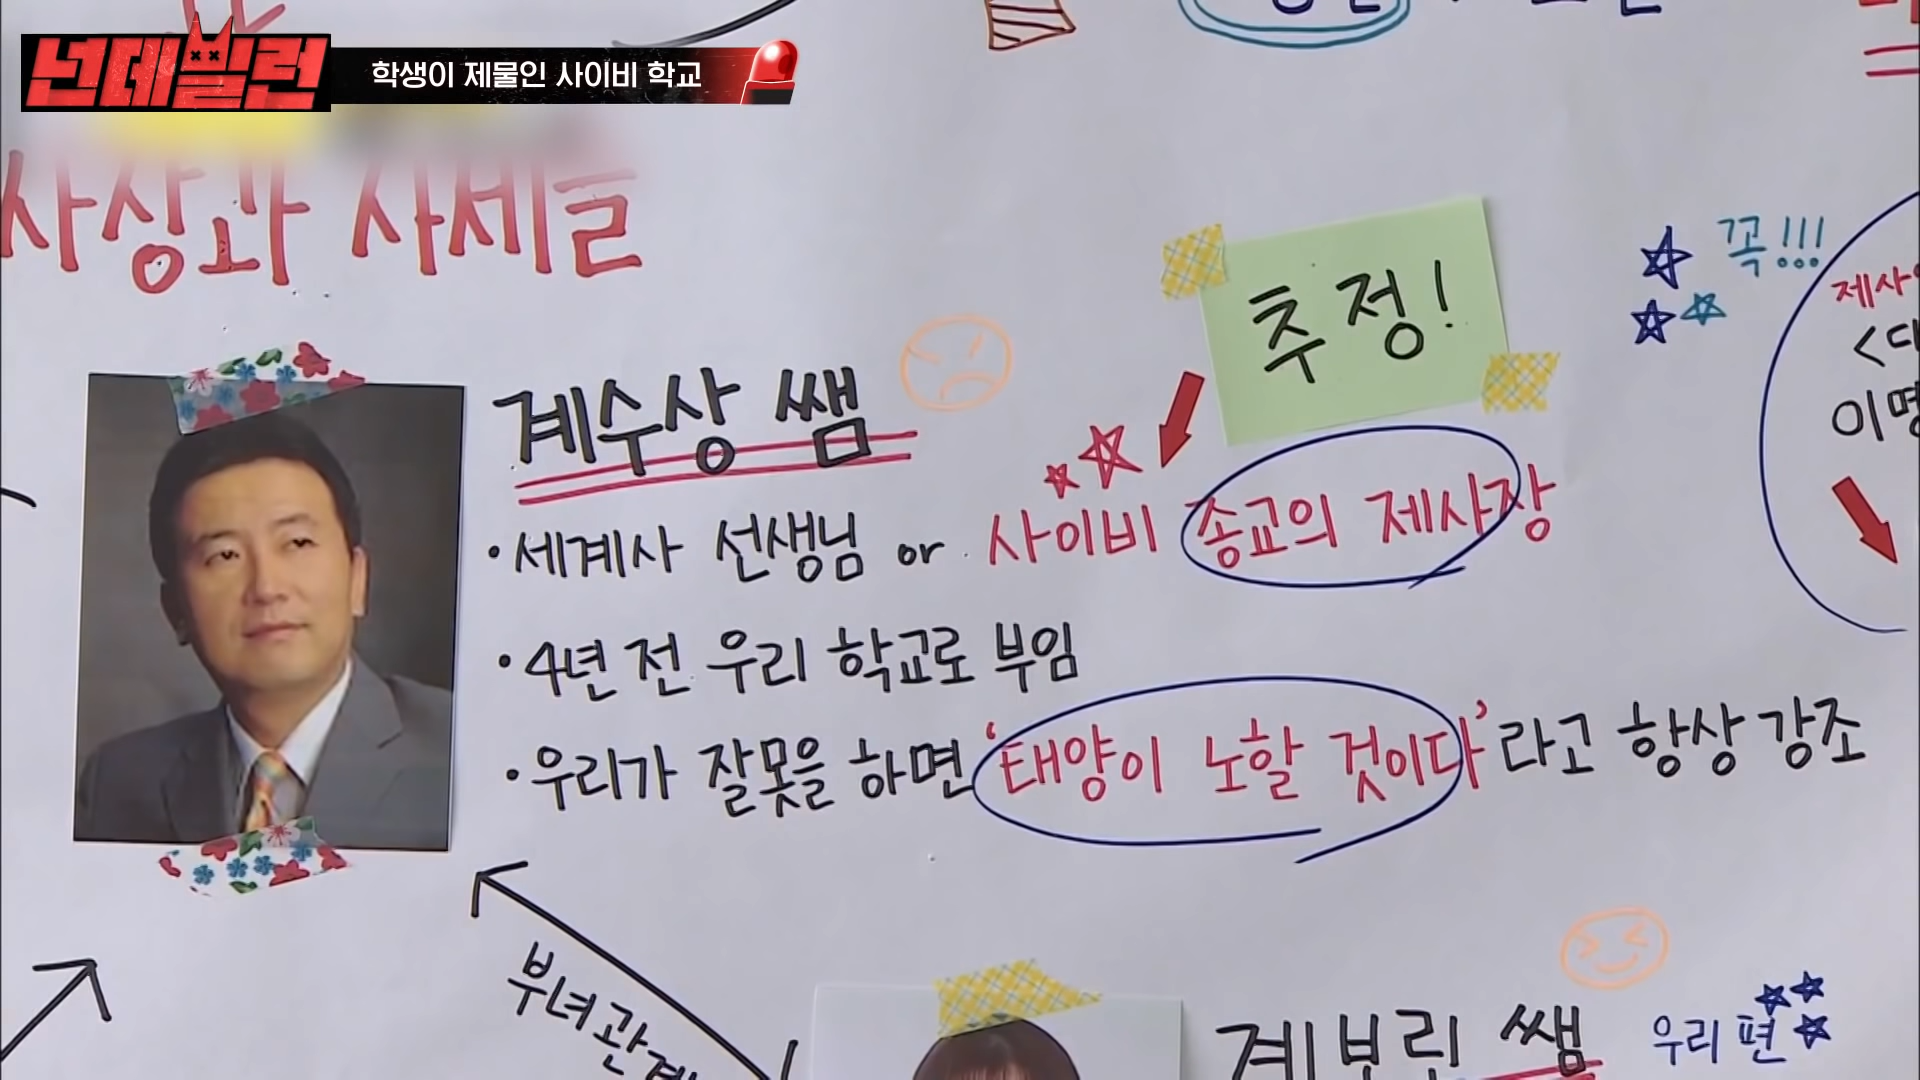 넌데빌런
학생이 제물인 사이비 학교
사상과 사제들
꼭!!!
추정!
제사
이명
계수상 쌤
·세계사 선생님 or 사이비 송교의 제사장
·4년 전 우리 학교로 부임
·우리가 잘못을 하면 '태양이 노할 것이다'라고 항상 강조
부녀관계
계보린 쌤
우리 편